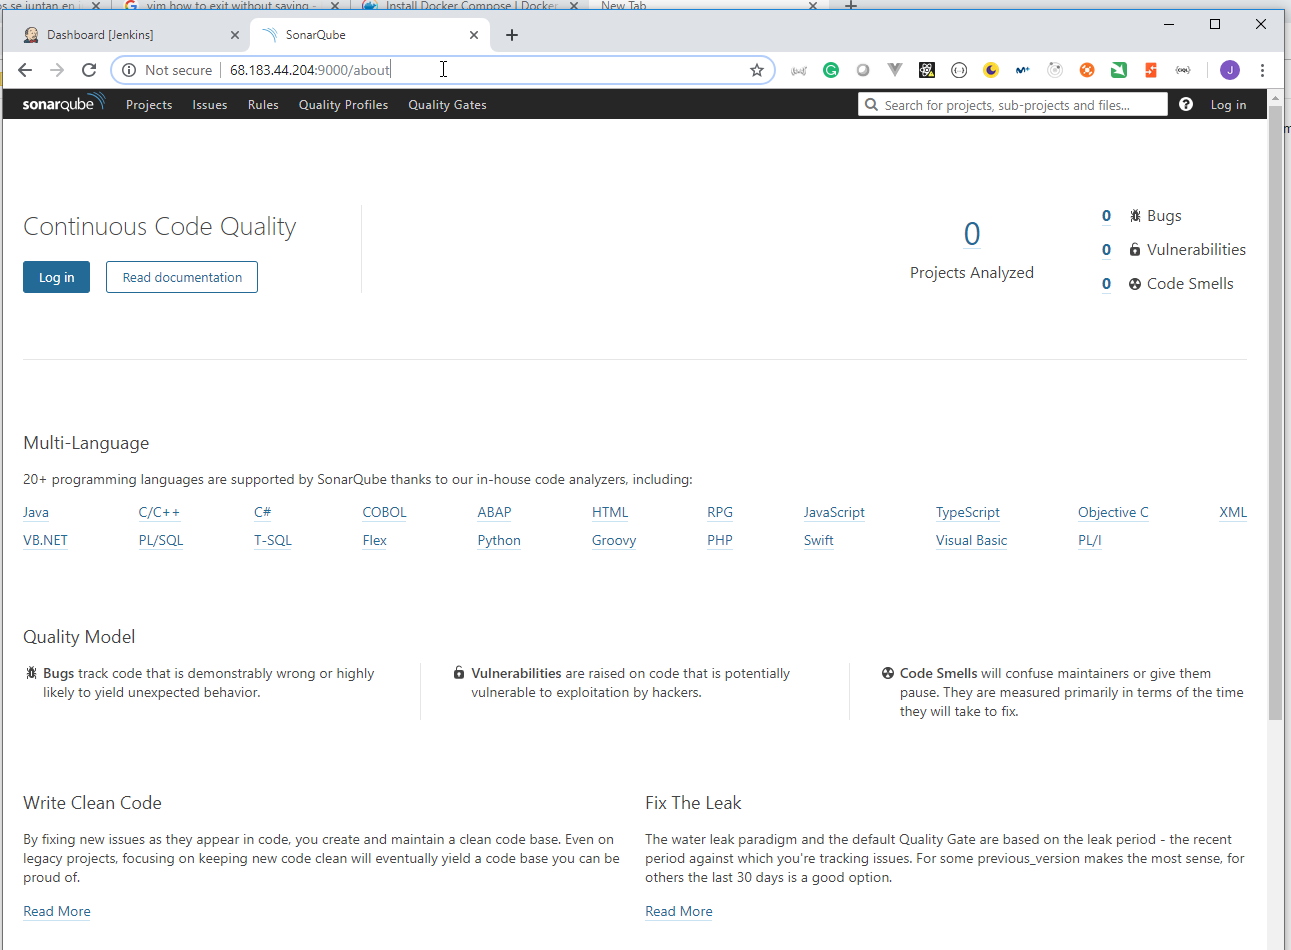 os se juntan en
vim how to exit without saving -
Install Docker Compose | Docker
New Tab
Dashboard [Jenkins]
SonarQube
Not secure
68.183.44.204:9000/about
J
sonarqube
Projects
Issues
Rules
Quality Profiles
Quality Gates
Search for projects, sub-projects and files...
Log in
Continuous Code Quality
Log in
Read documentation
0
Projects Analyzed
0 Bugs
0 Vulnerabilities
0 Code Smells
Multi-Language
20+ programming languages are supported by SonarQube thanks to our in-house code analyzers, including:
Java C/C++ C# COBOL ABAP HTML RPG JavaScript TypeScript Objective C XML
VB.NET PL/SQL T-SQL Flex Python Groovy PHP Swift Visual Basic PL/I
Quality Model
Bugs track code that is demonstrably wrong or highly
likely to yield unexpected behavior.
Vulnerabilities are raised on code that is potentially
vulnerable to exploitation by hackers.
Code Smells will confuse maintainers or give them
pause. They are measured primarily in terms of the time
they will take to fix.
Write Clean Code
By fixing new issues as they appear in code, you create and maintain a clean code base. Even on
legacy projects, focusing on keeping new code clean will eventually yield a code base you can be
proud of.
Read More
Fix The Leak
The water leak paradigm and the default Quality Gate are based on the leak period - the recent
period against which you're tracking issues. For some previous_version makes the most sense, for
others the last 30 days is a good option.
Read More